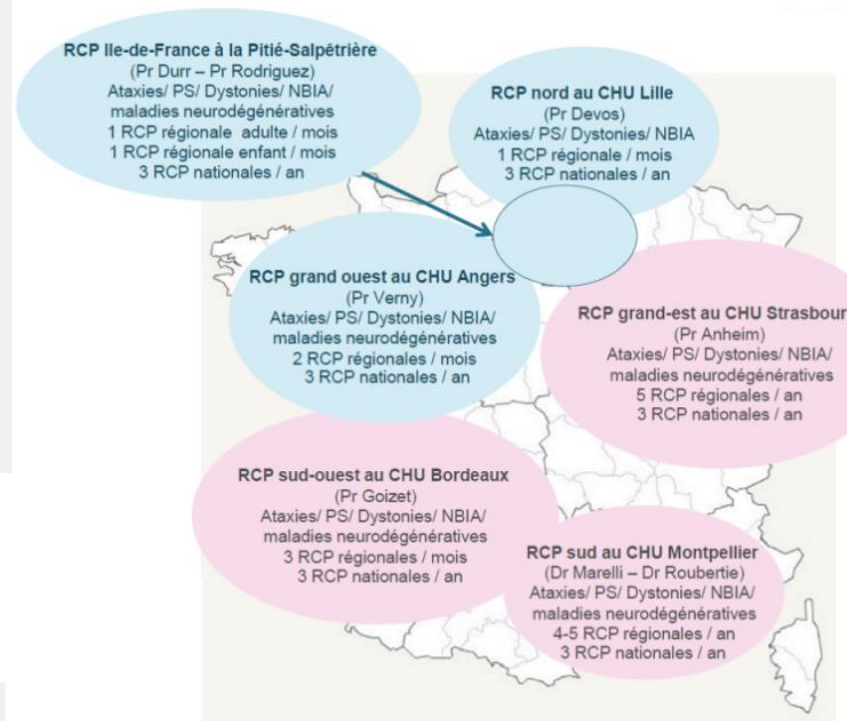 RCP Ile-de-France à la Pitié-Salpêtrière
(Pr Durr – Pr Rodriguez)
Ataxies/ PS/ Dystonies/ NBIA/
maladies neurodégénératives
1 RCP régionale adulte / mois
1 RCP régionale enfant / mois
3 RCP nationales / an
RCP nord au CHU Lille
(Pr Devos)
Ataxies/ PS/ Dystonies/ NBIA
1 RCP régionale / mois
3 RCP nationales / an
RCP grand ouest au CHU Angers
(Pr Verny)
Ataxies/ PS/ Dystonies/ NBIA/
maladies neurodégénératives
2 RCP régionales / mois
3 RCP nationales / an
RCP grand-est au CHU Strasbour
(Pr Anheim)
Ataxies/ PS/ Dystonies/ NBIA/
maladies neurodégénératives
5 RCP régionales / an
3 RCP nationales / an
RCP sud-ouest au CHU Bordeaux
(Pr Goizet)
Ataxies/ PS/ Dystonies/ NBIA/
maladies neurodégénératives
3 RCP régionales / mois
3 RCP nationales / an
RCP sud au CHU Montpellier
(Dr Marelli – Dr Roubertie)
Ataxies/ PS/ Dystonies/ NBIA/
maladies neurodégénératives
4-5 RCP régionales / an
3 RCP nationales / an